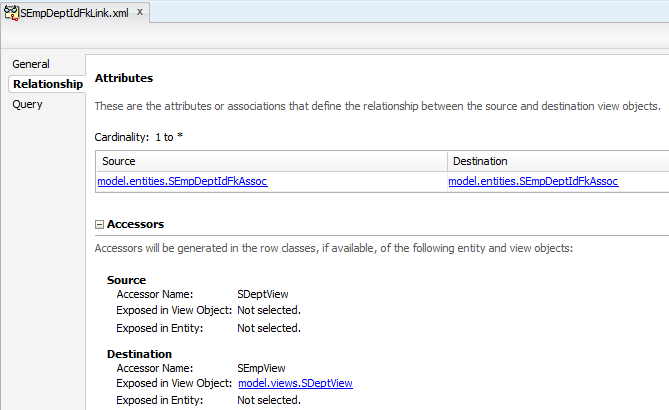 SEmpDeptIdFkLink.xml x
General
Relationship
Query
Attributes
These are the attributes or associations that define the relationship between the source and destination view objects.
Cardinality: 1 to *
Source Destination
model.entities.SEmpDeptIdFkAssoc model.entities.SEmpDeptIdFkAssoc
Accessors
Accessors will be generated in the row classes, if available, of the following entity and view objects:
Source
Accessor Name: SDeptView
Exposed in View Object: Not selected.
Exposed in Entity: Not selected.
Destination
Accessor Name: SEmpView
Exposed in View Object: model.views.SDeptView
Exposed in Entity: Not selected.